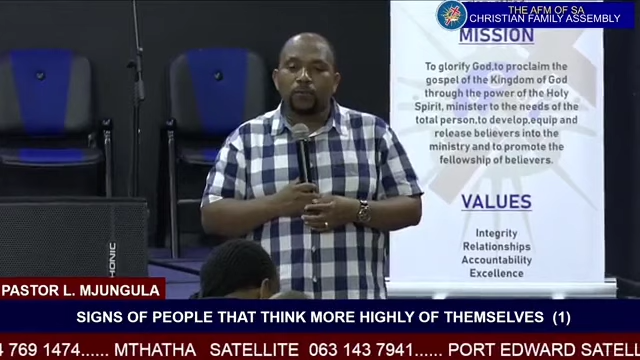 THE AFM OF SA
CHRISTIAN FAMILY ASSEMBLY
MISSION
To glorify God,to proclaim the
gospel of the Kingdom of God
through the power of the Holy
Spirit, minister to the needs of the
total person,to develop,equip and
release believers into the
ministry and to promote the
fellowship of believers.
VALUES
Integrity
Relationships
Accountability
Excellence
PASTOR L. MJUNGULA
SIGNS OF PEOPLE THAT THINK MORE HIGHLY OF THEMSELVES (1)
4 769 1474...... MTHATHA SATELLITE 063 143 7941...... PORT EDWARD SATELL